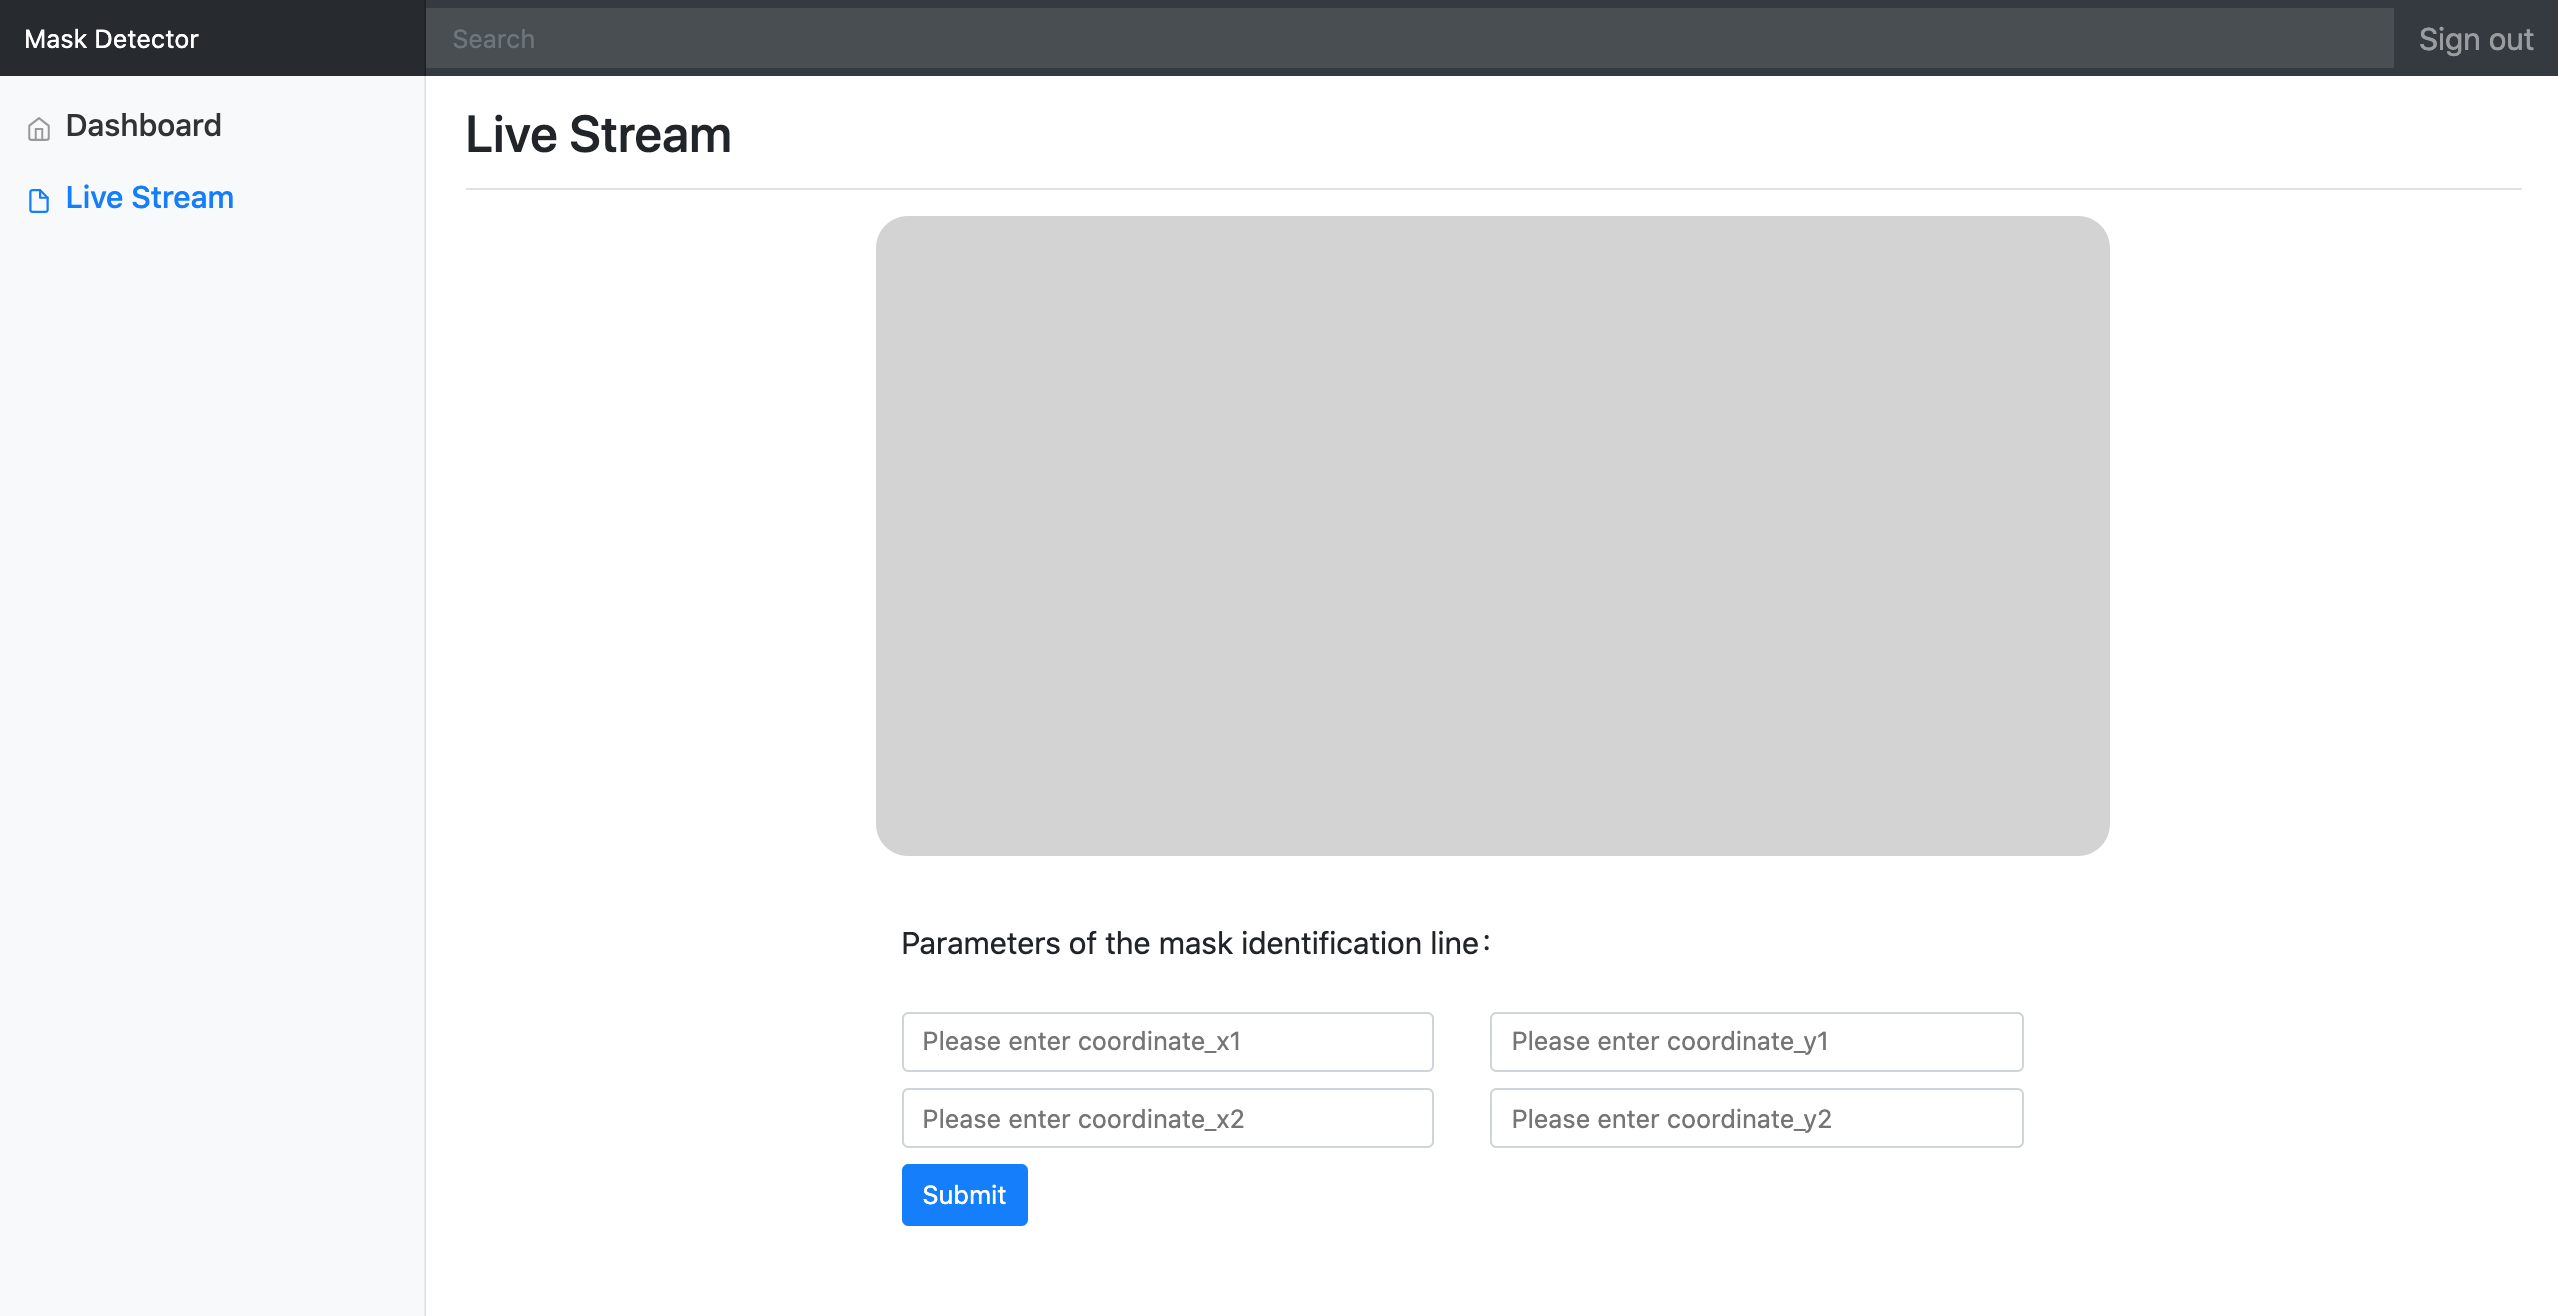 Mask Detector
Search
Sign out
Dashboard
Live Stream
Live Stream
Parameters of the mask identification line：
Please enter coordinate_x1
Please enter coordinate_y1
Please enter coordinate_x2
Please enter coordinate_y2
Submit